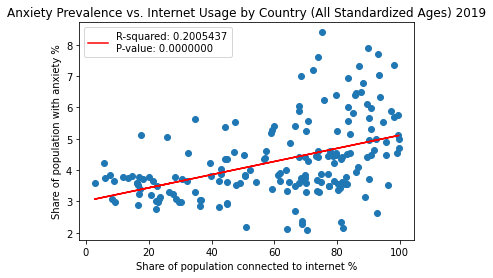 Anxiety Prevalence vs. Internet Usage by Country (All Standardized Ages) 2019
R-squared: 0.2005437
P-value: 0.0000000
Share of population with anxiety %
8
7
6
5
4
3
2
0
20
40
60
80
100
Share of population connected to internet %